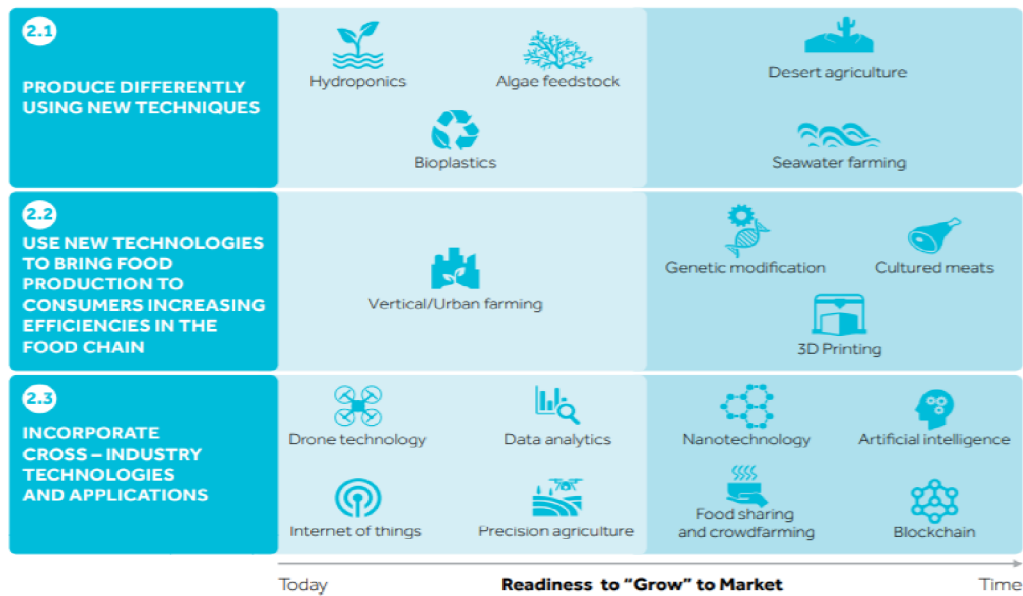 2.1
PRODUCE DIFFERENTLY
USING NEW TECHNIQUES
Hydroponics
Algae feedstock
Desert agriculture
Bioplastics
Seawater farming
2.2
USE NEW TECHNOLOGIES
TO BRING FOOD
PRODUCTION TO
CONSUMERS INCREASING
EFFICIENCIES IN THE
FOOD CHAIN
Vertical/Urban farming
Genetic modification
Cultured meats
3D Printing
2.3
INCORPORATE
CROSS – INDUSTRY
TECHNOLOGIES
AND APPLICATIONS
Drone technology
Data analytics
Nanotechnology
Artificial intelligence
Internet of things
Precision agriculture
Food sharing
and crowdfarming
Blockchain
Today
Readiness to “Grow” to Market
Time